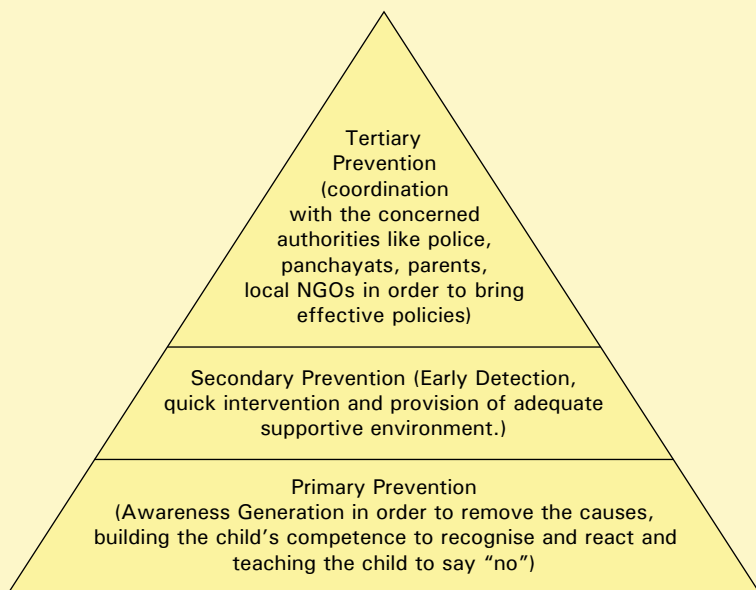 Tertiary
Prevention
(coordination
with the concerned
authorities like police,
panchayats, parents,
local NGOs in order to bring
effective policies)
Secondary Prevention (Early Detection,
quick intervention and provision of adequate
supportive environment.)
Primary Prevention
(Awareness Generation in order to remove the causes,
building the child’s competence to recognise and react and
teaching the child to say “no”)